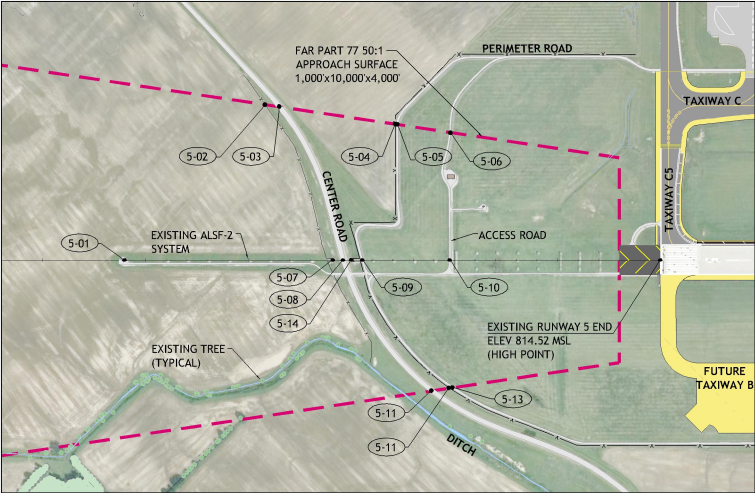 FAR PART 77 50:1
APPROACH SURFACE
1,000'x10,000'x4,000'
PERIMETER ROAD
TAXIWAY C
5-02
5-03
5-04
5-05
5-06
CENTER ROAD
TAXIWAY C5
5-01
EXISTING ALSF-2
SYSTEM
ACCESS ROAD
5-07
5-08
5-14
5-09
5-10
EXISTING RUNWAY 5 END
ELEV 814.52 MSL
(HIGH POINT)
EXISTING TREE
(TYPICAL)
FUTURE
TAXIWAY B
5-11
5-13
5-11
DITCH